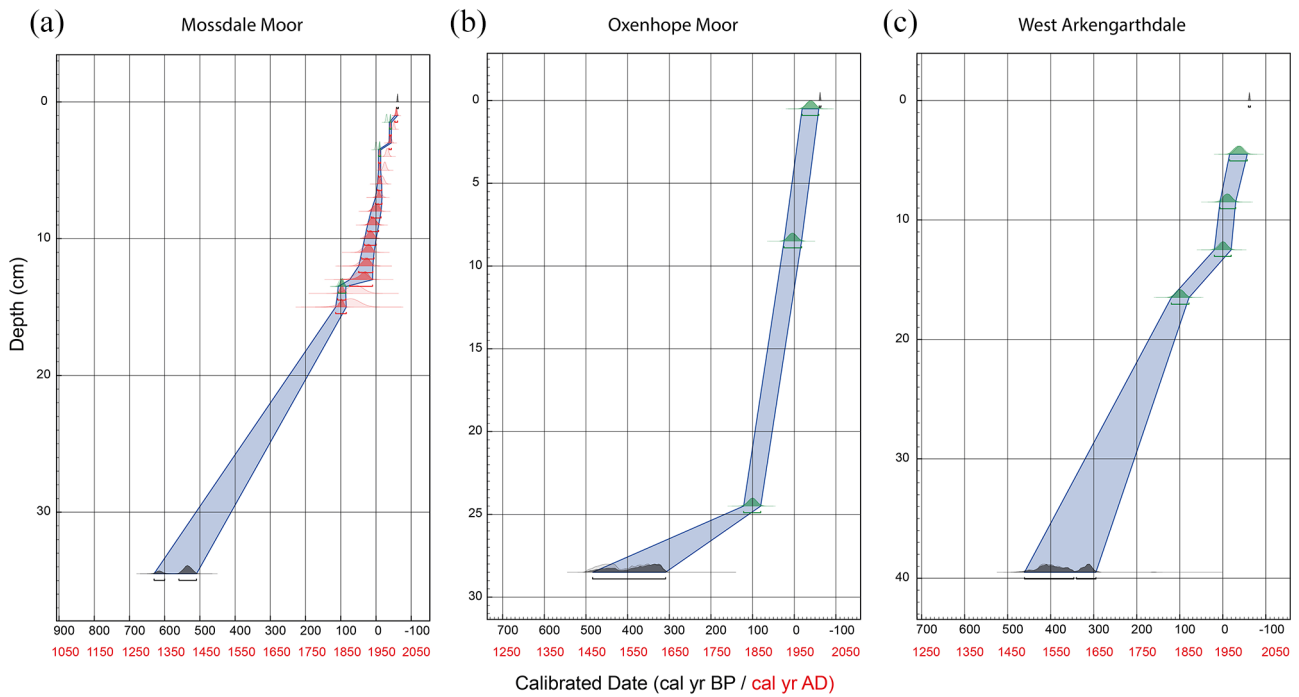 (a) Mossdale Moor
(b) Oxenhope Moor
(c) West Arkengarthdale
Depth (cm)
0
10
20
30
900 800 700 600 500 400 300 200 100 0 -100
1050 1150 1250 1350 1450 1550 1650 1750 1850 1950 2050
0
5
10
15
20
25
30
700 600 500 400 300 200 100 0 -100
1250 1350 1450 1550 1650 1750 1850 1950 2050
0
10
20
30
40
700 600 500 400 300 200 100 0 -100
1250 1350 1450 1550 1650 1750 1850 1950 2050
Calibrated Date (cal yr BP / cal yr AD)